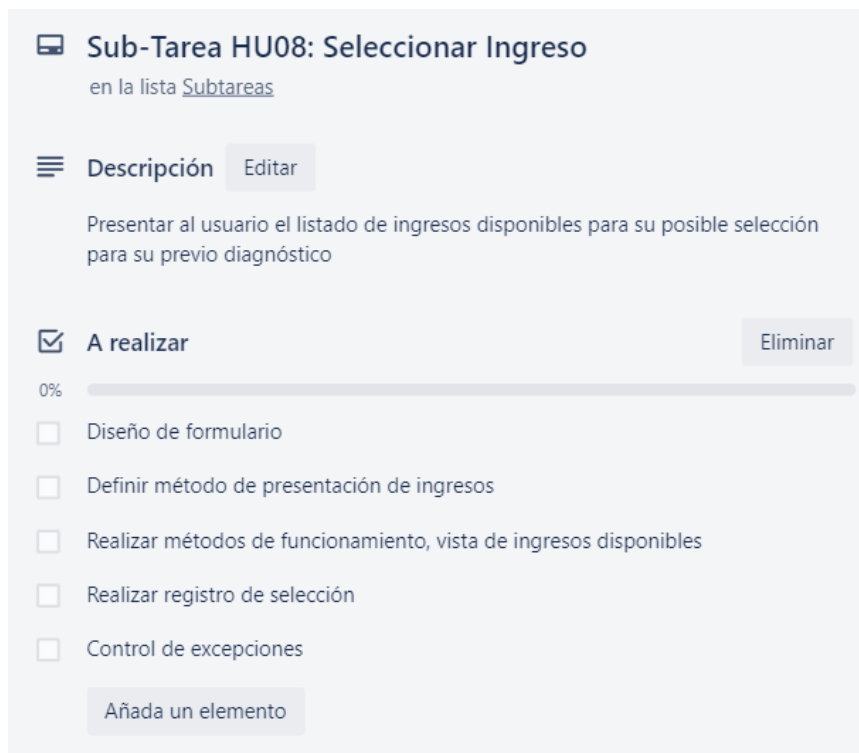 Sub-Tarea HU08: Seleccionar Ingreso
en la lista Subtareas
Descripción Editar
Presentar al usuario el listado de ingresos disponibles para su posible selección
para su previo diagnóstico
A realizar Eliminar
0%
Diseño de formulario
Definir método de presentación de ingresos
Realizar métodos de funcionamiento, vista de ingresos disponibles
Realizar registro de selección
Control de excepciones
Añada un elemento